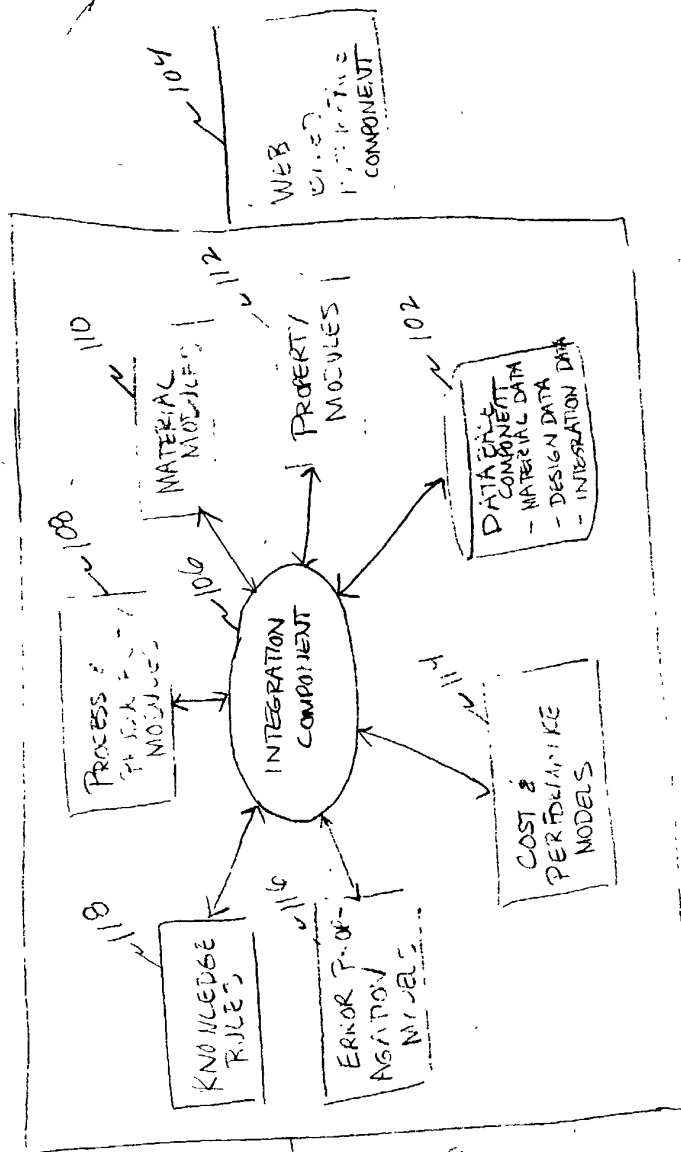 104
WEB
COMPONENT
108
PROCESS &
MODULES
110
MATERIAL
MODULES
112
PROPERTY
MODULES
106
INTEGRATION
COMPONENT
118
KNOWLEDGE
RULES
116
ERROR PROP-
AGATION
MODELS
114
COST &
PERFORMANCE
MODELS
102
DATABASE
COMPONENT
- MATERIAL DATA
- DESIGN DATA
- INTEGRATION DATA